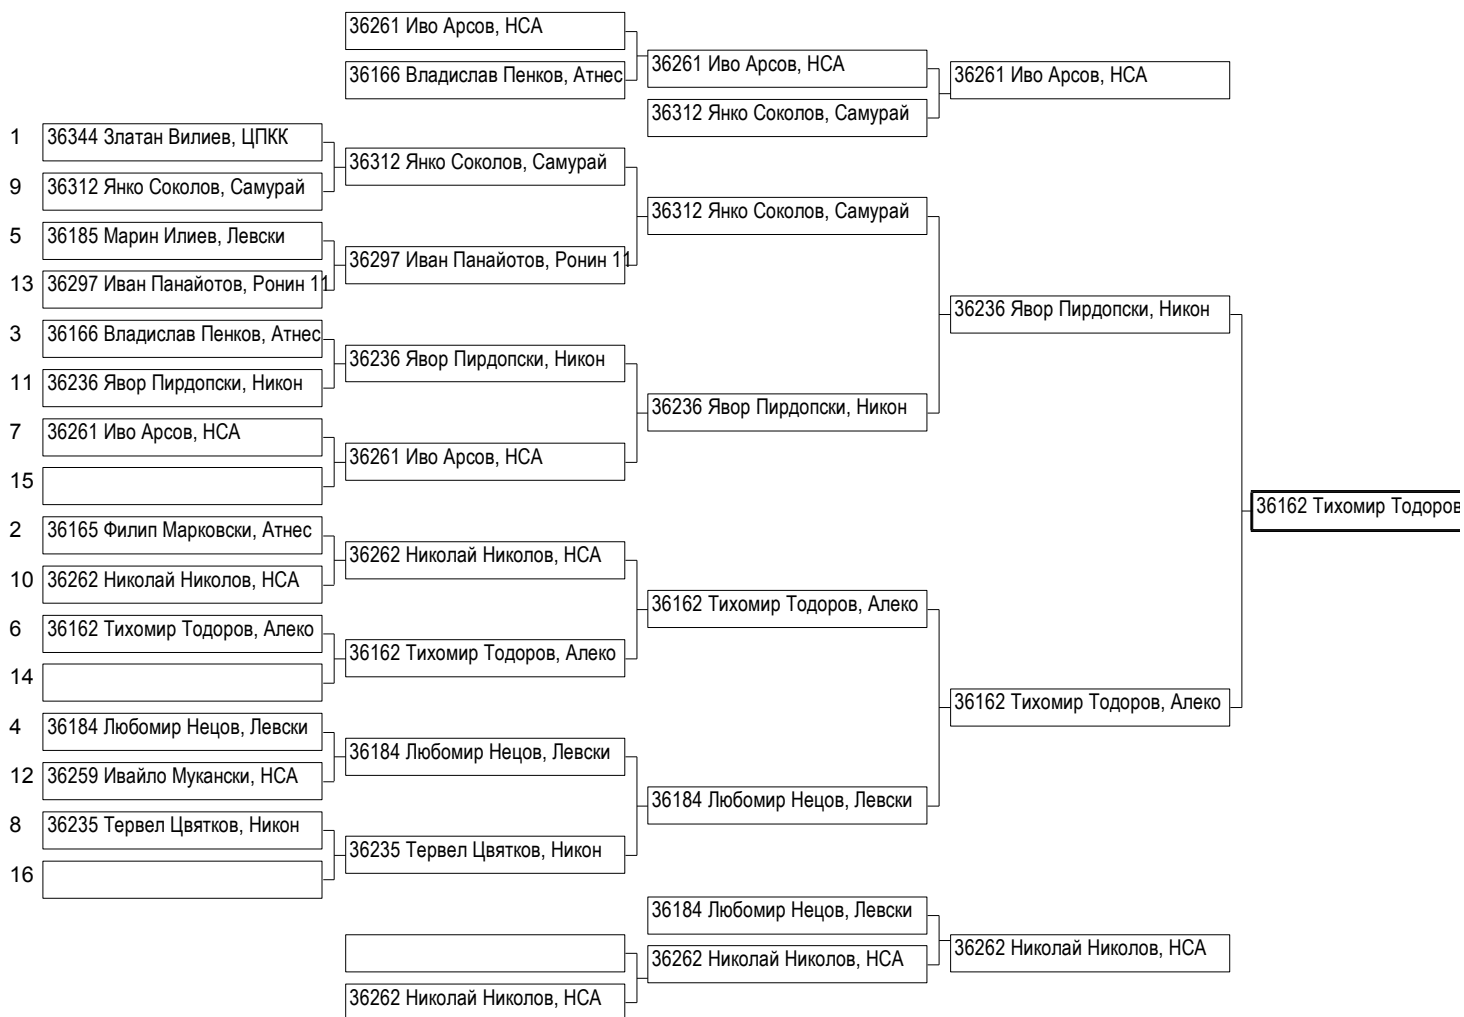 36261 Иво Арсов, НСА
36166 Владислав Пенков, Атнес
36261 Иво Арсов, НСА
36312 Янко Соколов, Самурай
36261 Иво Арсов, НСА
1 36344 Златан Вилиев, ЦПКК
9 36312 Янко Соколов, Самурай
5 36185 Марин Илиев, Левски
13 36297 Иван Панайотов, Ронин 11
3 36166 Владислав Пенков, Атнес
11 36236 Явор Пирдопски, Никон
7 36261 Иво Арсов, НСА
15
2 36165 Филип Марковски, Атнес
10 36262 Николай Николов, НСА
6 36162 Тихомир Тодоров, Алеко
14
4 36184 Любомир Нецов, Левски
12 36259 Ивайло Мукански, НСА
8 36235 Тервел Цвятков, Никон
16
36312 Янко Соколов, Самурай
36297 Иван Панайотов, Ронин 11
36236 Явор Пирдопски, Никон
36261 Иво Арсов, НСА
36262 Николай Николов, НСА
36162 Тихомир Тодоров, Алеко
36184 Любомир Нецов, Левски
36235 Тервел Цвятков, Никон
36312 Янко Соколов, Самурай
36236 Явор Пирдопски, Никон
36162 Тихомир Тодоров, Алеко
36184 Любомир Нецов, Левски
36236 Явор Пирдопски, Никон
36162 Тихомир Тодоров, Алеко
36162 Тихомир Тодоров
36262 Николай Николов, НСА
36184 Любомир Нецов, Левски
36262 Николай Николов, НСА
36262 Николай Николов, НСА